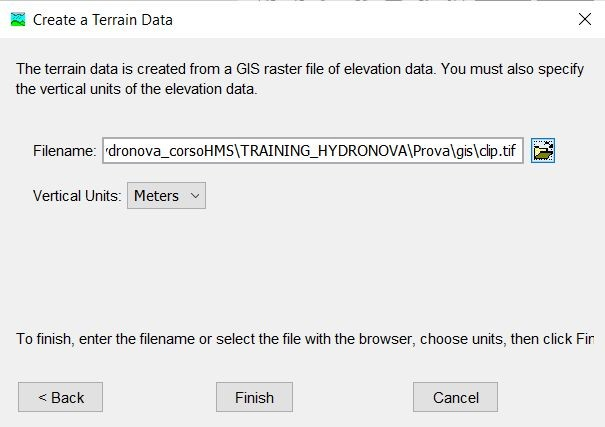 Create a Terrain Data
The terrain data is created from a GIS raster file of elevation data. You must also specify
the vertical units of the elevation data.
Filename: dronova_corsoHMS\TRAINING_HYDRONOVA\Prova\gis\clip.tif
Vertical Units: Meters
To finish, enter the filename or select the file with the browser, choose units, then click Fin
< Back Finish Cancel